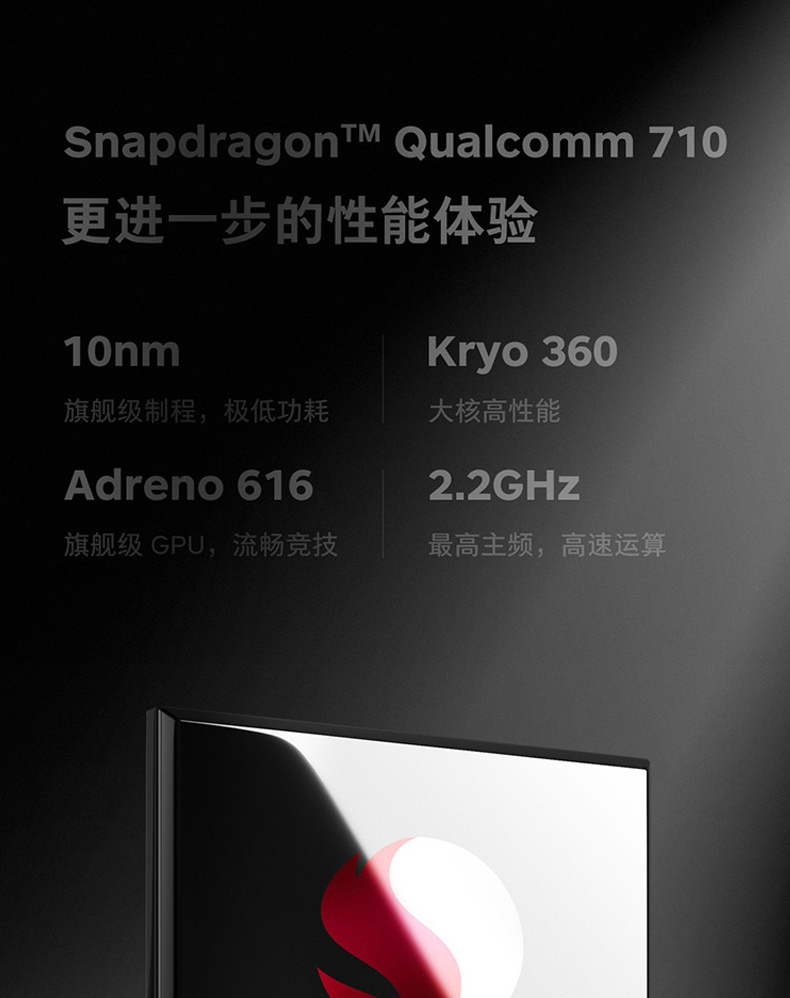 Snapdragon™ Qualcomm 710
更进一步的性能体验
10nm
旗舰级制程，极低功耗
Kryo 360
大核高性能
Adreno 616
旗舰级 GPU，流畅竞技
2.2GHz
最高主频，高速运算